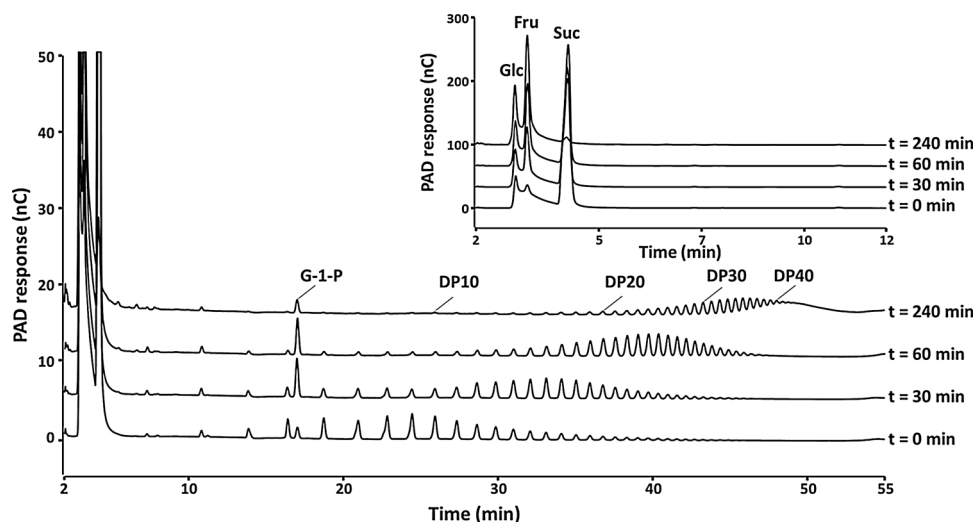 300
Fru
Suc
Glc
200
100
0
PAD response (nC)
t = 240 min
t = 60 min
t = 30 min
t = 0 min
2 5 7 10 12
Time (min)
50
40
30
20
10
0
PAD response (nC)
G-1-P
DP10
DP20
DP30
DP40
t = 240 min
t = 60 min
t = 30 min
t = 0 min
2 10 20 30 40 55
Time (min)